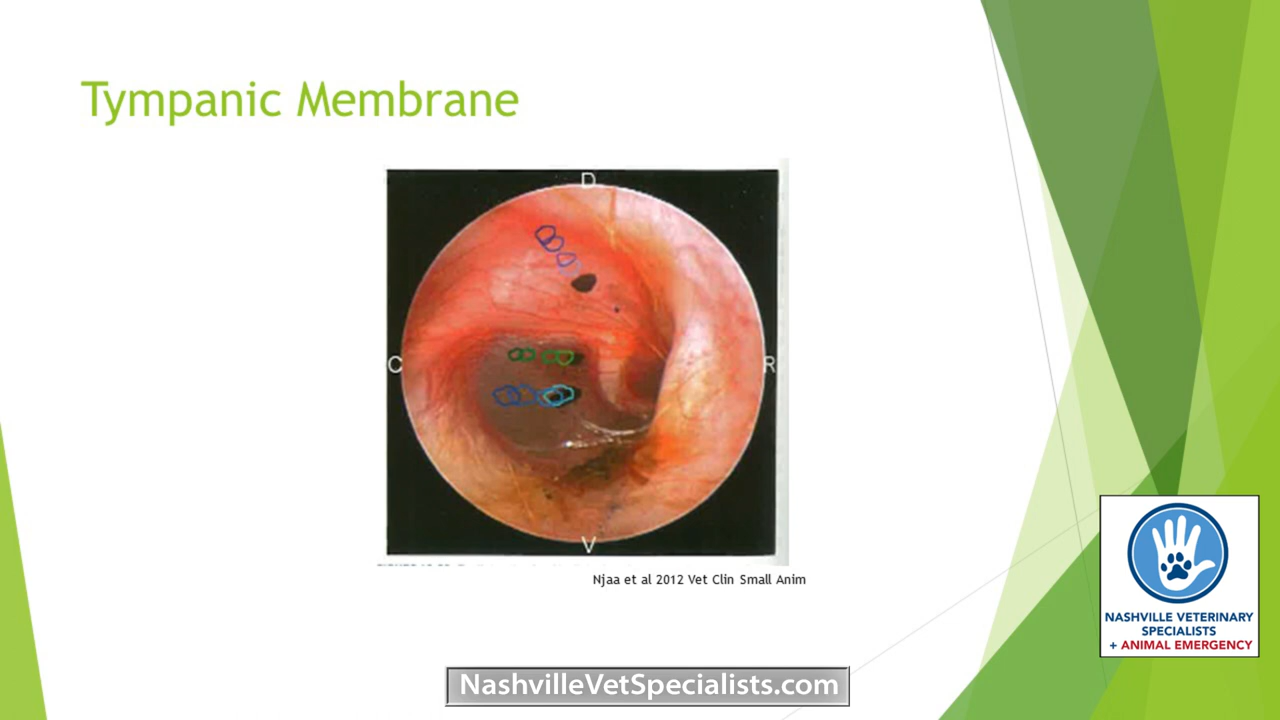 Tympanic Membrane
D
C
R
V
Njaa et al 2012 Vet Clin Small Anim
NASHVILLE VETERINARY
SPECIALISTS
+ ANIMAL EMERGENCY
NashvilleVetSpecialists.com